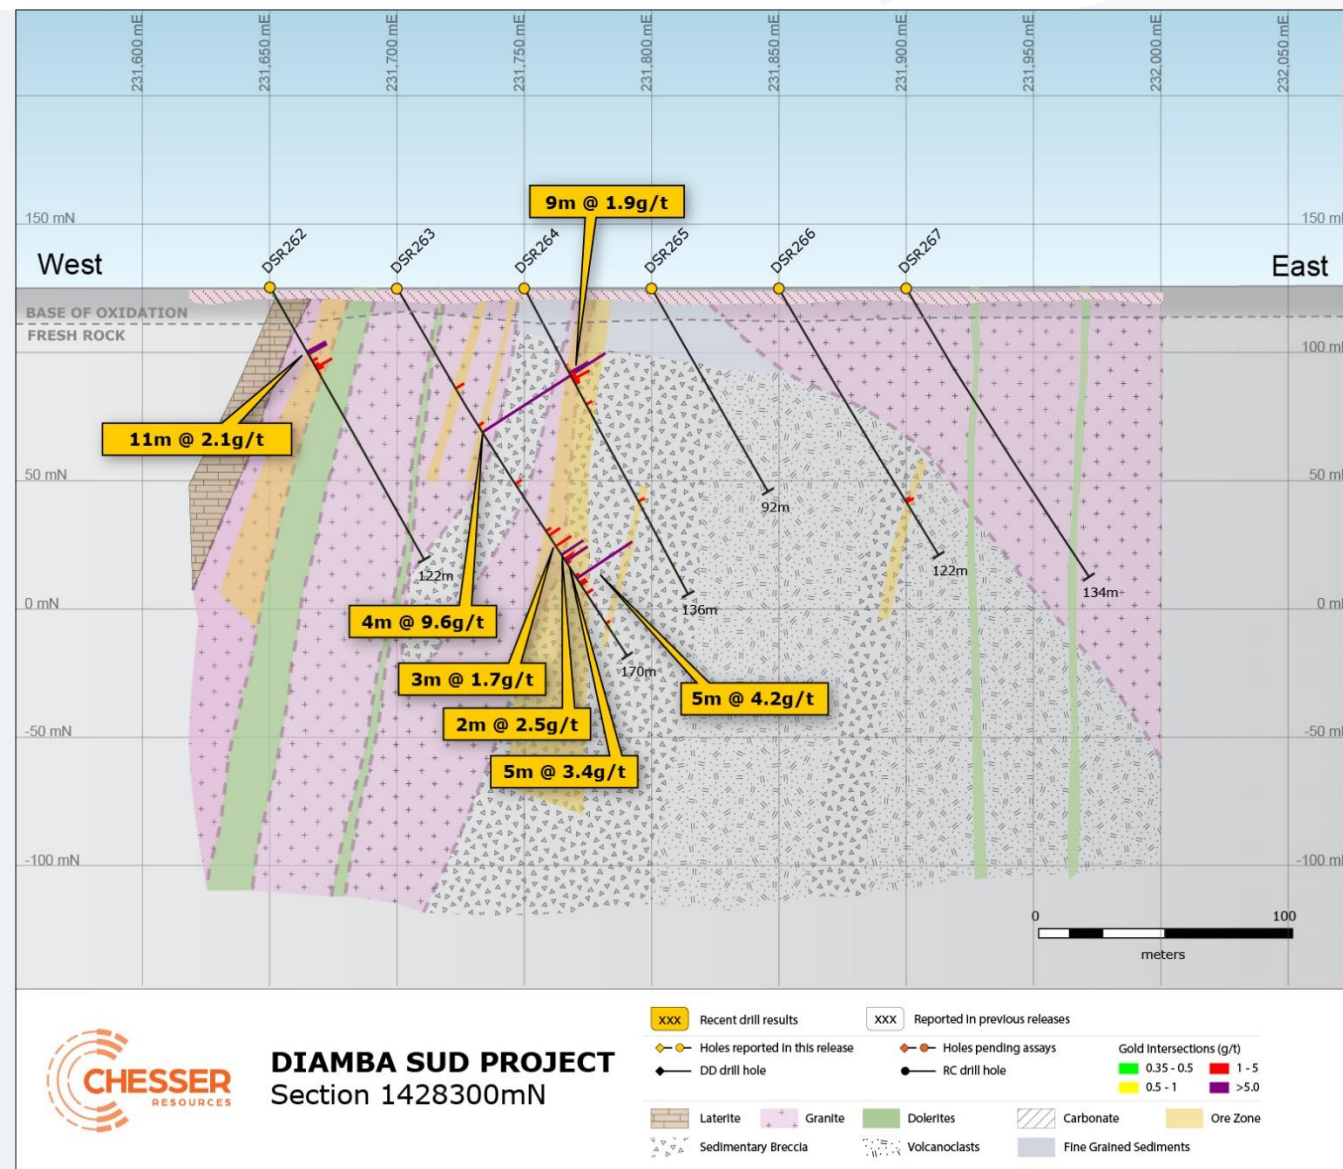 231,600 mE
231,650 mE
231,700 mE
231,750 mE
231,800 mE
231,850 mE
231,900 mE
231,950 mE
232,000 mE
232,050 mE
9m @ 1.9g/t
150 mN
150 mN
West
DSR262
DSR263
DSR264
DSR265
DSR266
DSR267
East
BASE OF OXIDATION
FRESH ROCK
100 mN
11m @ 2.1g/t
50 mN
50 mN
92m
122m
122m
136m
134m
0 mN
0 mN
4m @ 9.6g/t
3m @ 1.7g/t
170m
5m @ 4.2g/t
2m @ 2.5g/t
-50 mN
-50 mN
5m @ 3.4g/t
-100 mN
-100 mN
0 100
meters
CHESSER
RESOURCES
DIAMBA SUD PROJECT
Section 1428300mN
XXX Recent drill results
XXX Reported in previous releases
Holes reported in this release
Holes pending assays
DD drill hole
RC drill hole
Gold Intersections (g/t)
0.35 - 0.5
1 - 5
0.5 - 1
>5.0
Laterite
Granite
Dolerites
Carbonate
Ore Zone
Sedimentary Breccia
Volcanoclasts
Fine Grained Sediments